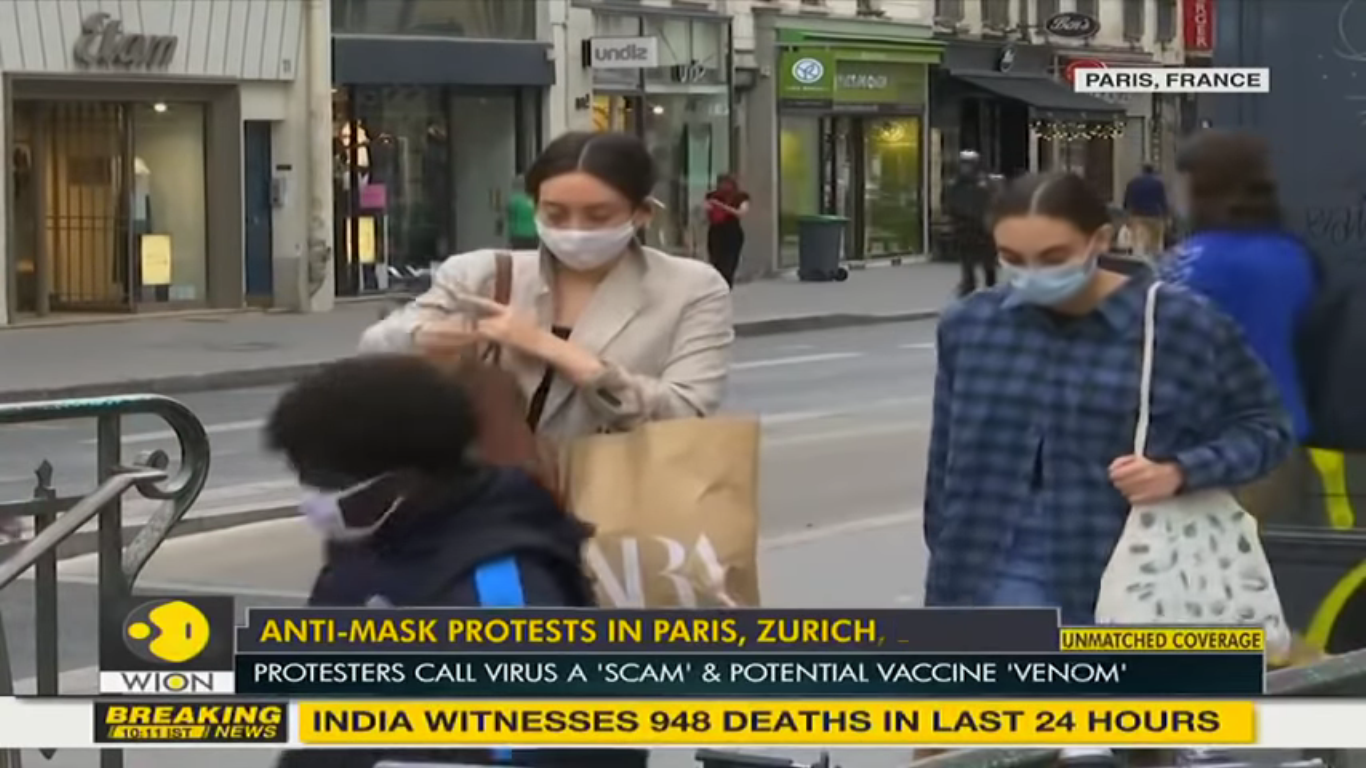 Etam
undiz
PARIS, FRANCE
ANTI-MASK PROTESTS IN PARIS, ZURICH, _
UNMATCHED COVERAGE
PROTESTERS CALL VIRUS A 'SCAM' & POTENTIAL VACCINE 'VENOM'
WION
BREAKING
10:11 IST NEWS
INDIA WITNESSES 948 DEATHS IN LAST 24 HOURS